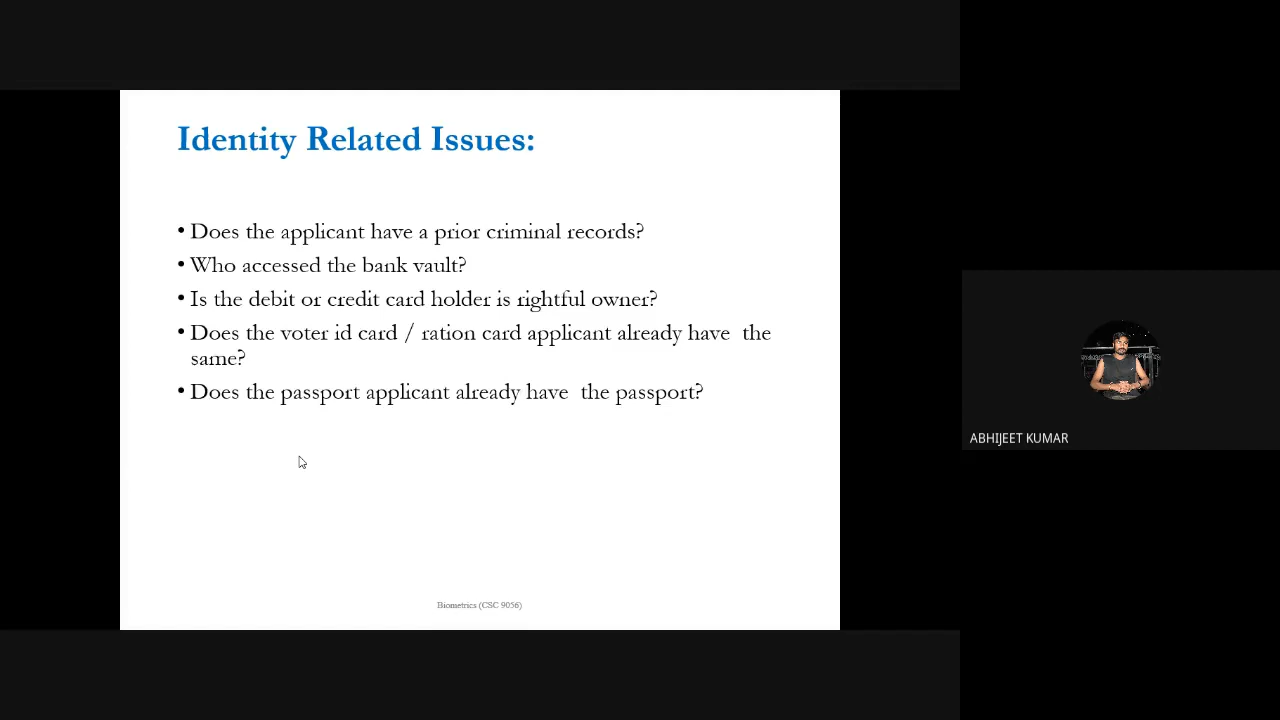 Identity Related Issues:
• Does the applicant have a prior criminal records?
• Who accessed the bank vault?
• Is the debit or credit card holder is rightful owner?
• Does the voter id card / ration card applicant already have  the
same?
• Does the passport applicant already have  the passport?
ABHIJEET KUMAR
Biometrics (CSC 9056)